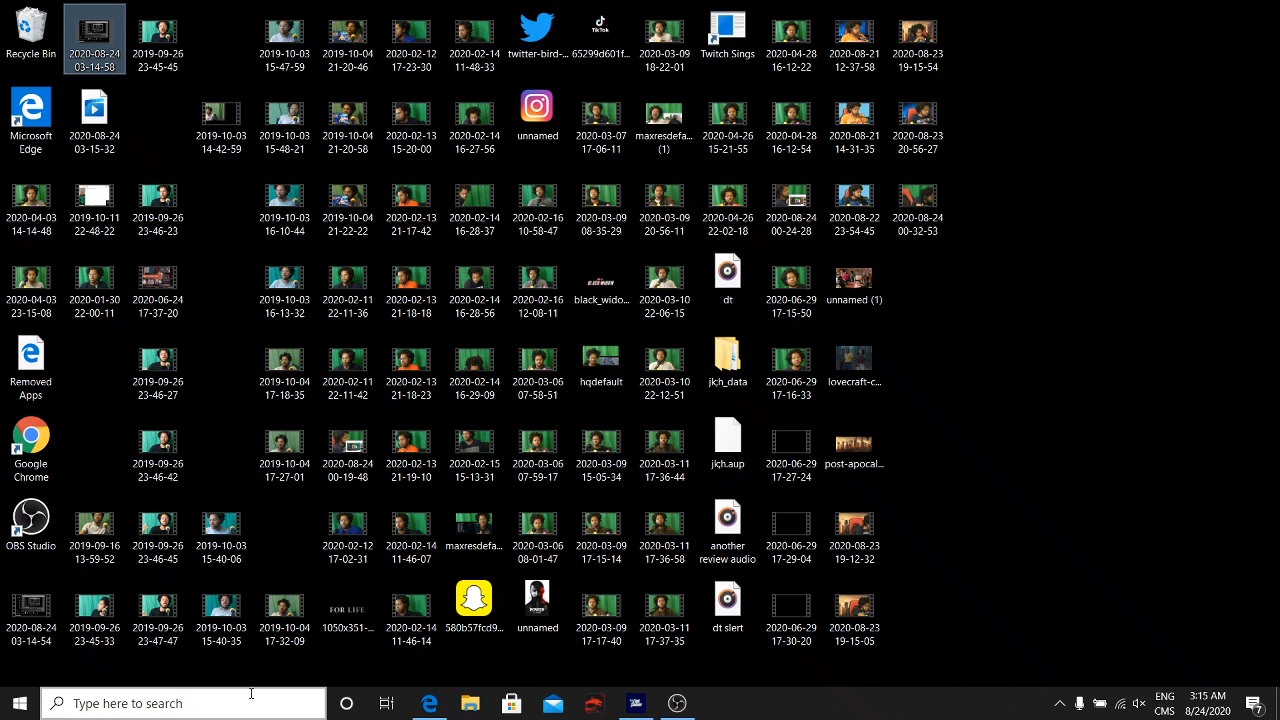 Recycle Bin
2020-08-24 03-14-58
2019-09-26 23-45-45
2019-10-03 15-47-59
2019-10-04 21-20-46
2020-02-12 17-23-30
2020-02-14 11-48-33
twitter-bird-...
TikTok
65299d601f...
2020-03-09 18-22-01
Twitch Sings
2020-04-28 16-12-22
2020-08-21 12-37-58
2020-08-23 19-15-54
Microsoft Edge
2020-08-24 03-15-32
2019-10-03 14-42-59
2019-10-03 15-48-21
2019-10-04 21-20-58
2020-02-13 15-20-00
2020-02-14 16-27-56
unnamed
2020-03-07 17-06-11
maxresdefa... (1)
2020-04-26 15-21-55
2020-04-28 16-12-54
2020-08-21 14-31-35
2020-08-23 20-56-27
2020-04-03 14-14-48
2019-10-11 22-48-22
2019-09-26 23-46-23
2019-10-03 16-10-44
2019-10-04 21-22-22
2020-02-13 21-17-42
2020-02-14 16-28-37
2020-02-16 10-58-47
2020-03-09 08-35-29
2020-03-09 20-56-11
2020-04-26 22-02-18
2020-08-24 00-24-28
2020-08-22 23-54-45
2020-08-24 00-32-53
2020-04-03 23-15-08
2020-01-30 22-00-11
2020-06-24 17-37-20
2019-10-03 16-13-32
2020-02-11 22-11-36
2020-02-13 21-18-18
2020-02-14 16-28-56
2020-02-16 12-08-11
BLACK WIDOW
black_wido...
2020-03-10 22-06-15
dt
2020-06-29 17-15-50
unnamed (1)
Removed Apps
2019-09-26 23-46-27
2019-10-04 17-18-35
2020-02-11 22-11-42
2020-02-13 21-18-23
2020-02-14 16-29-09
2020-03-06 07-58-51
hqdefault
2020-03-10 22-12-51
jk;h_data
2020-06-29 17-16-33
lovecraft-c...
Google Chrome
2019-09-26 23-46-42
2019-10-04 17-27-01
2020-08-24 00-19-48
2020-02-13 21-19-10
2020-02-15 15-13-31
2020-03-06 07-59-17
2020-03-09 15-05-34
2020-03-11 17-36-44
jk;h.aup
2020-06-29 17-27-24
post-apocal...
OBS Studio
2019-09-16 13-59-52
2019-09-26 23-46-45
2019-10-03 15-40-06
2020-02-12 17-02-31
2020-02-14 11-46-07
maxresdefa...
2020-03-06 08-01-47
2020-03-09 17-15-14
2020-03-11 17-36-58
another review audio
2020-06-29 17-29-04
2020-08-23 19-12-32
2020-08-24 03-14-54
2019-09-26 23-45-33
2019-09-26 23-47-47
2019-10-03 15-40-35
2019-10-04 17-32-09
FOR LIFE
1050x351-...
2020-02-14 11-46-14
580b57fcd9...
POWER
unnamed
2020-03-09 17-17-40
2020-03-11 17-37-35
dt slert
2020-06-29 17-30-20
2020-08-23 19-15-05
Type here to search
ENG
CMS
3:15 AM
8/24/2020
7